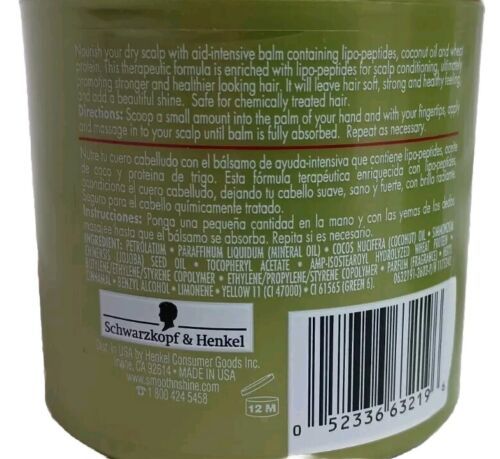 Nourish your dry scalp with aid-intensive balm containing lipo-peptides, coconut oil and wheat
protein. This therapeutic formula is enriched with lipo-peptides for scalp conditioning, ultimately
promoting stronger and healthier looking hair. It will leave hair soft, strong and healthy feeling,
and add a beautiful shine. Safe for chemically treated hair.
Directions: Scoop a small amount into the palm of your hand and with your fingertips, apply
and massage in to your scalp until balm is fully absorbed. Repeat as necessary.
Nutre tu cuero cabelludo con el bálsamo de ayuda-intensiva que contiene lipo-peptides, aceite
de coco y proteina de trigo. Esta fórmula terapéutica enriquecida con lipo-peptides,
acondiciona el cuero cabelludo, dejando tu cabello suave, sano y fuerte, con brillo radiante.
Seguro para el cabello químicamente tratado.
Instrucciones: Ponga una pequeña cantidad en la mano y con las yemas de los dedos
masajee hasta que el bálsamo se absorba. Repita si es necesario.
INGREDIENT: PETROLATUM • PARAFFINUM LIQUIDUM (MINERAL OIL) • COCOS NUCIFERA (COCONUT) OIL • SIMMONDSIA
CHINENSIS (JOJOBA) SEED OIL • TOCOPHERYL ACETATE • AMP-ISOSTEAROYL HYDROLYZED WHEAT PROTEIN •
ETHYLENE/STYRENE COPOLYMER • ETHYLENE/PROPYLENE/STYRENE COPOLYMER • PARFUM (FRAGRANCE) •
BENZYL ALCOHOL • LIMONENE • YELLOW 11 (CI 47000) • CI 61565 (GREEN 6).
Schwarzkopf & Henkel
Dist. in USA by Henkel Consumer Goods Inc.
Irvine, CA 92614 • MADE IN USA
www.smoothnshine.com
☎1 800 424 5458
12 M
0 52336 63219 6